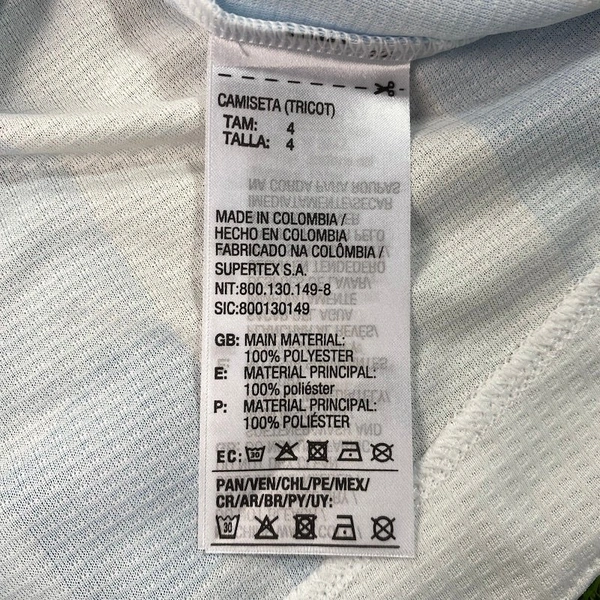 CAMISETA (TRICOT)
TAM: 4
TALLA: 4
MADE IN COLOMBIA /
HECHO EN COLOMBIA
FABRICADO NA COLÔMBIA /
SUPERTEX S.A.
NIT:800.130.149-8
SIC:800130149
GB: MAIN MATERIAL:
100% POLYESTER
E: MATERIAL PRINCIPAL:
100% poliéster
P: MATERIAL PRINCIPAL:
100% POLIÉSTER
EC: 30
PAN/VEN/CHL/PE/MEX/
CR/AR/BR/PY/UY:
30